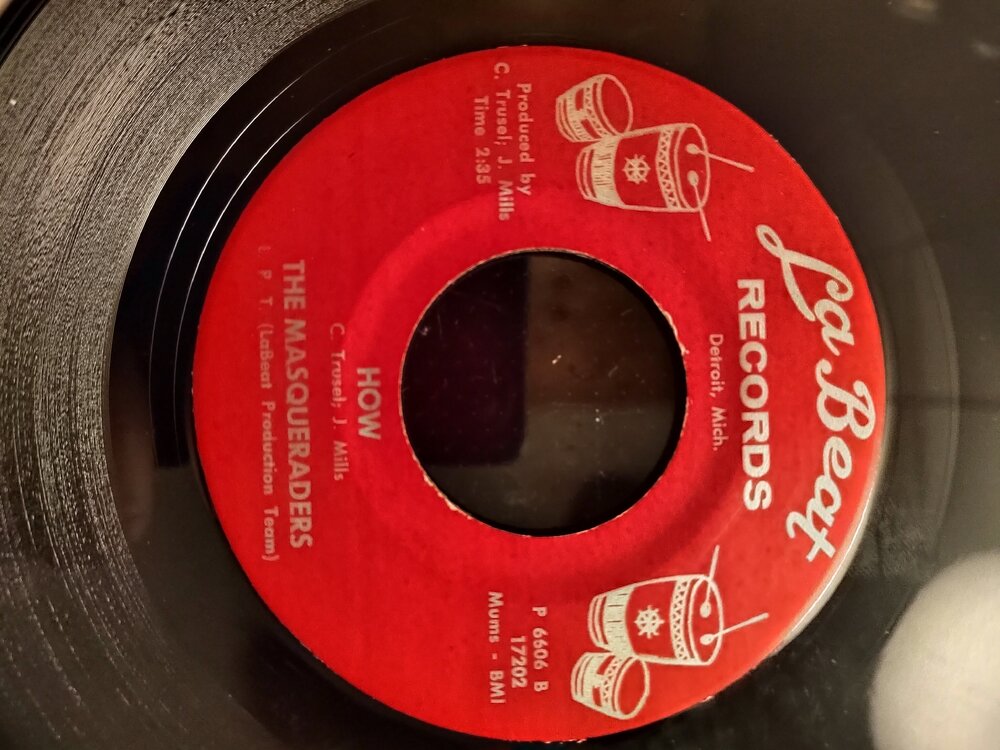 La Beat
RECORDS
Detroit, Mich.
Produced by
C. Trusel; J. Mills
Time 2:35
P 6606 B
17202
Mums - BMI
HOW
C. Trusel; J. Mills
THE MASQUERADERS
L. P. T. (LaBeat Production Team)